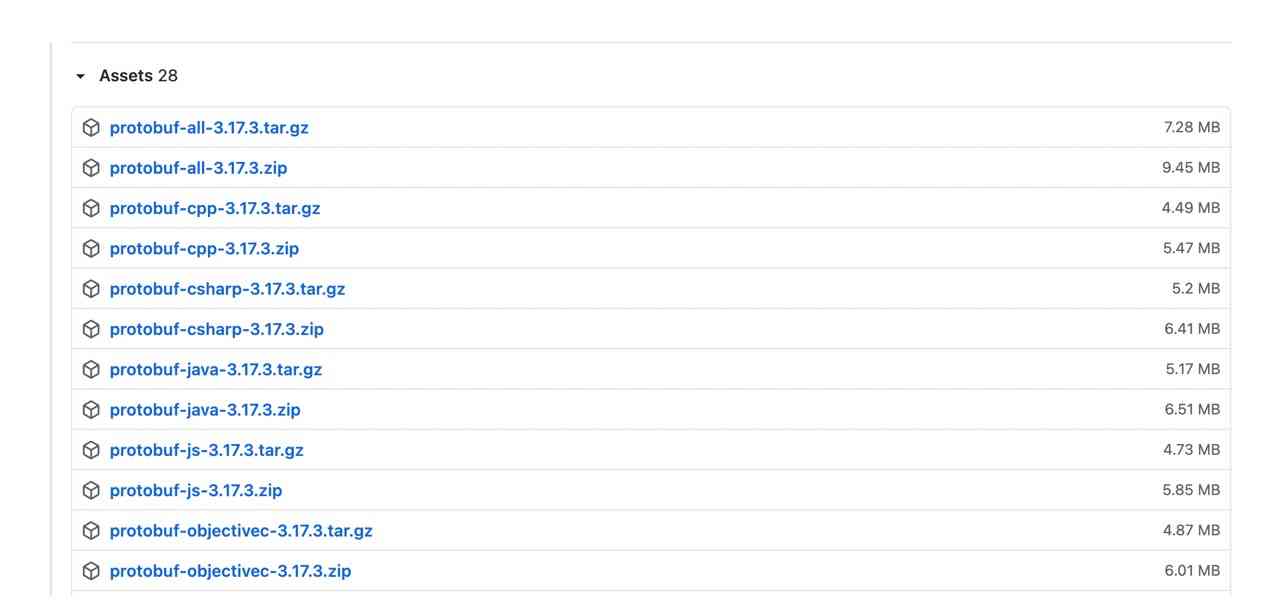 Assets 28
protobuf-all-3.17.3.tar.gz 7.28 MB
protobuf-all-3.17.3.zip 9.45 MB
protobuf-cpp-3.17.3.tar.gz 4.49 MB
protobuf-cpp-3.17.3.zip 5.47 MB
protobuf-csharp-3.17.3.tar.gz 5.2 MB
protobuf-csharp-3.17.3.zip 6.41 MB
protobuf-java-3.17.3.tar.gz 5.17 MB
protobuf-java-3.17.3.zip 6.51 MB
protobuf-js-3.17.3.tar.gz 4.73 MB
protobuf-js-3.17.3.zip 5.85 MB
protobuf-objectivec-3.17.3.tar.gz 4.87 MB
protobuf-objectivec-3.17.3.zip 6.01 MB